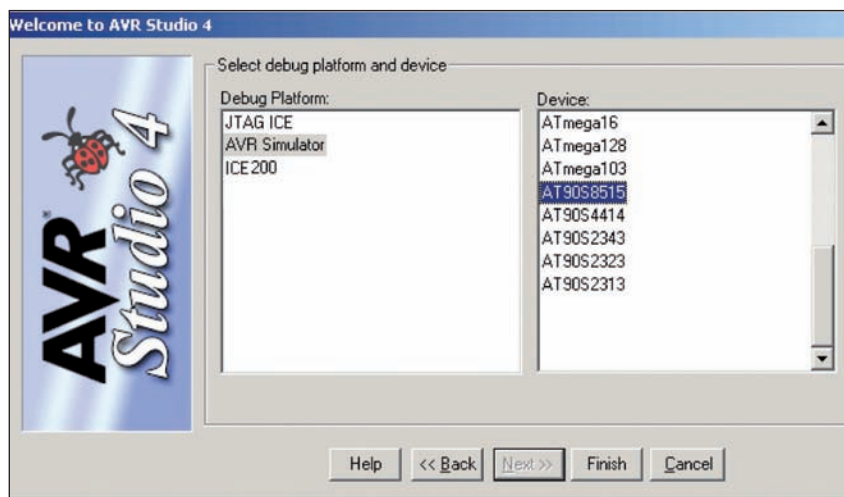 Welcome to AVR Studio 4
AVR®
Studio 4
Select debug platform and device
Debug Platform:
JTAG ICE
AVR Simulator
ICE200
Device:
ATmega16
ATmega128
ATmega103
AT90S8515
AT90S4414
AT90S2343
AT90S2323
AT90S2313
Help
<< Back
Next >>
Finish
Cancel